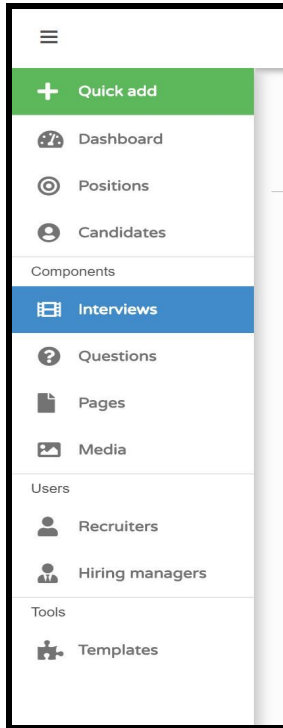 Quick add
Dashboard
Positions
Candidates
Components
Interviews
Questions
Pages
Media
Users
Recruiters
Hiring managers
Tools
Templates